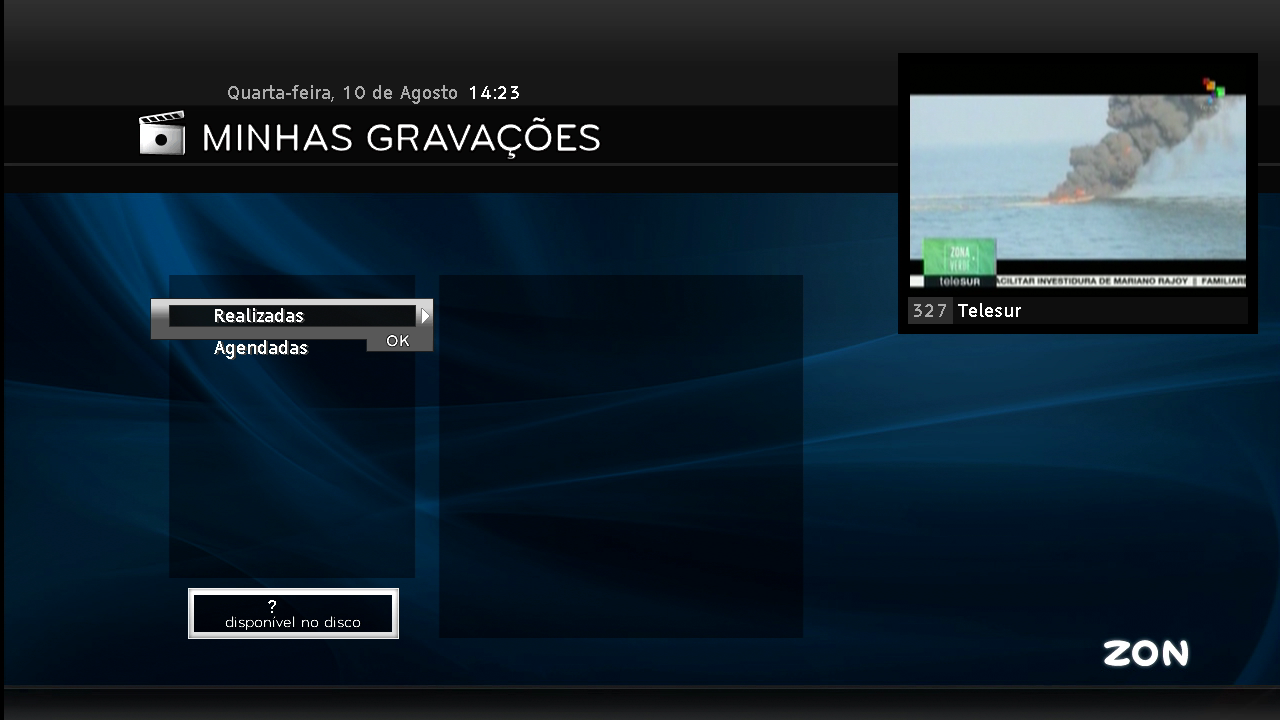 Quarta-feira, 10 de Agosto 14:23
MINHAS GRAVAÇÕES
Realizadas
OK
Agendadas
?
disponível no disco
ZONA
VERDE
teleSUR
ACILITAR INVESTIDURA DE MARIANO RAJOY || FAMILIAR
327 Telesur
ZON